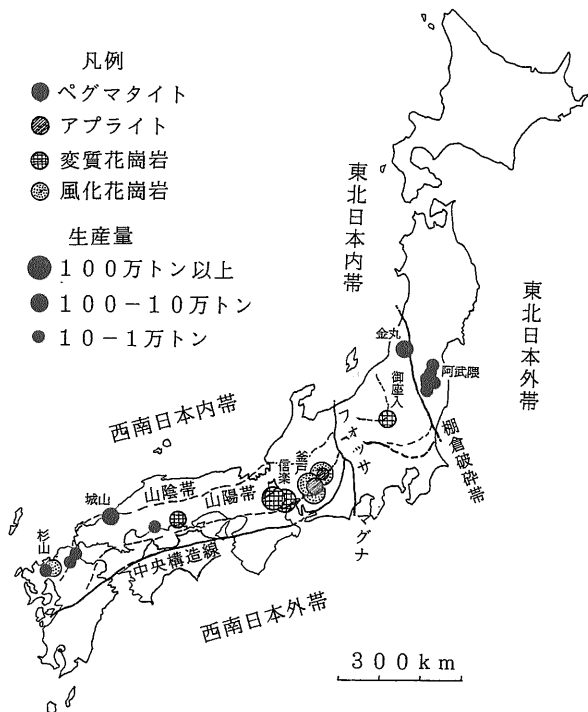 凡例
ペグマタイト
アプライト
変質花崗岩
風化花崗岩
生産量
100万トン以上
100-10万トン
10-1万トン
東北日本内帯
東北日本外帯
金丸
阿武隈
御座入
棚倉破砕帯
フォッサ
マグナ
西南日本内帯
釜戸
信楽
山陰帯
山陽帯
城山
杉山
中央構造線
西南日本外帯
300km